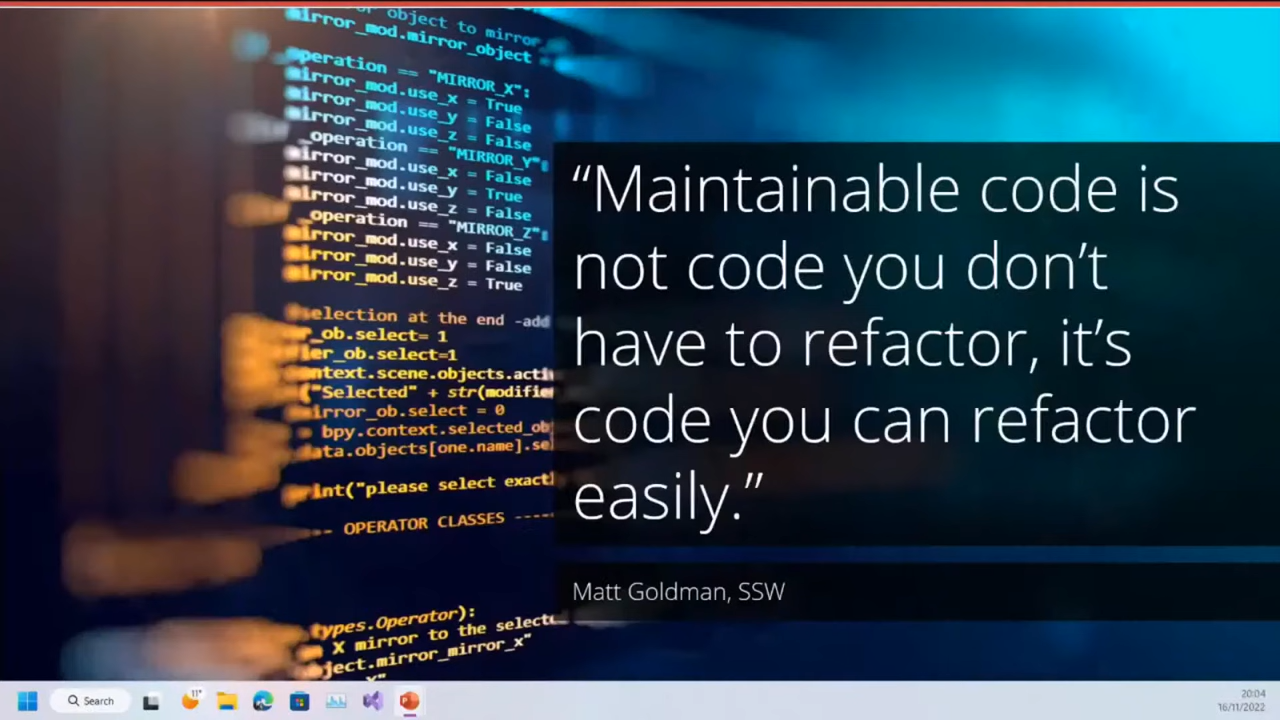 object to mirror
mirror_mod.mirror_object
operation == "MIRROR_X":
mirror_mod.use_x = True
mirror_mod.use_y = False
mirror_mod.use_z = False
_operation == "MIRROR_Y":
mirror_mod.use_x = False
mirror_mod.use_y = True
mirror_mod.use_z = False
_operation == "MIRROR_Z":
mirror_mod.use_x = False
mirror_mod.use_y = False
mirror_mod.use_z = True
selection at the end -add
_ob.select= 1
er_ob.select=1
ntext.scene.objects.acti
("Selected" + str(modifie
irror_ob.select = 0
= bpy.context.selected_ob
ata.objects[one.name].se
int("please select exactl
-- OPERATOR CLASSES ----
types.Operator):
X mirror to the selecte
ject.mirror_mirror_x"
“Maintainable code is
not code you don’t
have to refactor, it’s
code you can refactor
easily.”
Matt Goldman, SSW
Search
11°
20:04
16/11/2022